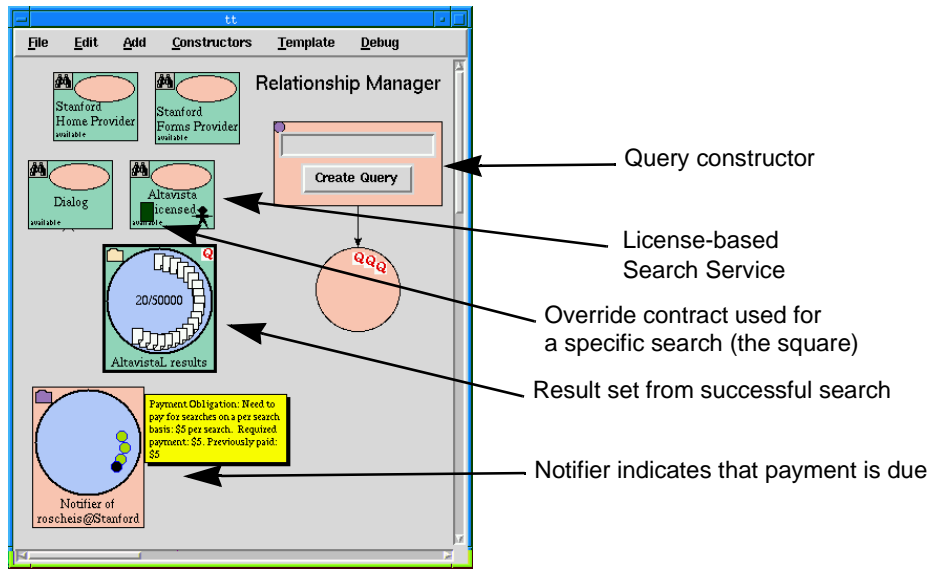 tt
File Edit Add Constructors Template Debug
Relationship Manager
Stanford
Home Provider
available
Stanford
Forms Provider
available
Create Query
Query constructor
Dialog
available
Altavista
icensed
available
License-based
Search Service
QQQ
Q
20/50000
AltavistaL results
Override contract used for
a specific search (the square)
Result set from successful search
Payment Obligation: Need to
pay for searches on a per search
basis: $5 per search. Required
payment: $5. Previously paid:
$5
Notifier indicates that payment is due
Notifier of
roscheis@Stanford